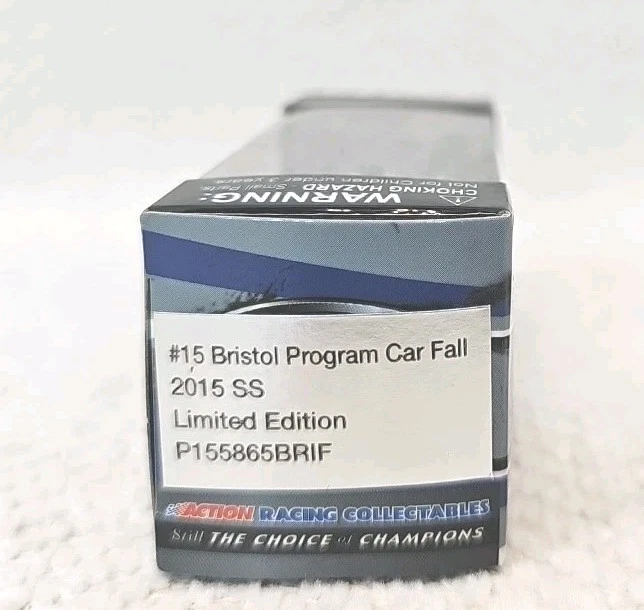 WARNING:
CHOKING HAZARD - Small Parts
Not for Children under 3 years
#15 Bristol Program Car Fall
2015 SS
Limited Edition
P155865BRIF
ACTION RACING COLLECTABLES
Still THE CHOICE of CHAMPIONS